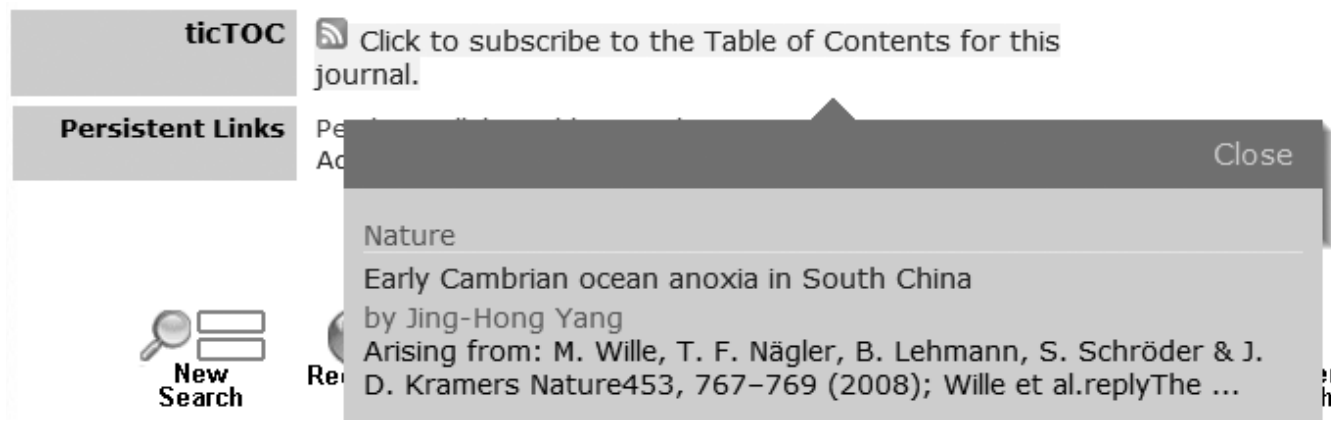 ticTOC
Click to subscribe to the Table of Contents for this
journal.
Persistent Links
Close
Nature
Early Cambrian ocean anoxia in South China
by Jing-Hong Yang
Arising from: M. Wille, T. F. Nägler, B. Lehmann, S. Schröder & J.
D. Kramers Nature453, 767–769 (2008); Wille et al.replyThe ...
New
Search